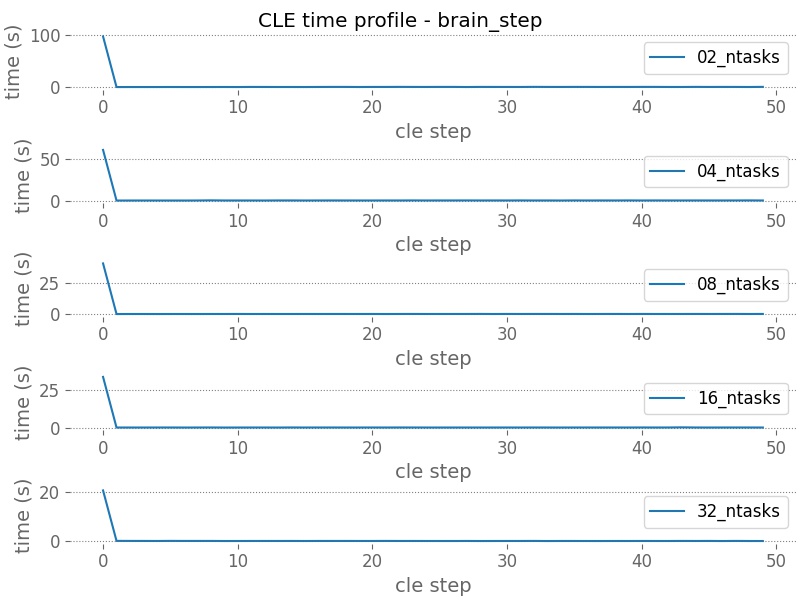 CLE time profile - brain_step
time (s)
100
0
02_ntasks
0 10 20 30 40 50
cle step
time (s)
50
0
04_ntasks
0 10 20 30 40 50
cle step
time (s)
25
0
08_ntasks
0 10 20 30 40 50
cle step
time (s)
25
0
16_ntasks
0 10 20 30 40 50
cle step
time (s)
20
0
32_ntasks
0 10 20 30 40 50
cle step